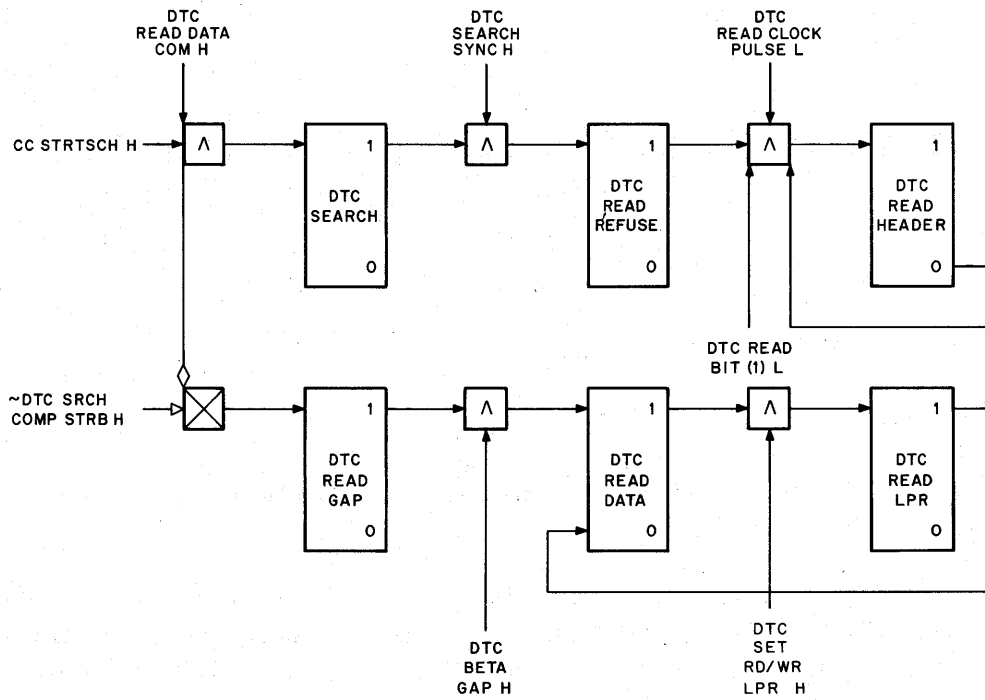 DTC
READ DATA
COM H
DTC
SEARCH
SYNC H
DTC
READ CLOCK
PULSE L
CC STRTSCH H
Λ
1
DTC
SEARCH
0
Λ
1
DTC
READ
REFUSE
0
Λ
1
DTC
READ
HEADER
0
DTC READ
BIT (1) L
~DTC SRCH
COMP STRB H
1
DTC
READ
GAP
0
Λ
1
DTC
READ
DATA
0
Λ
1
DTC
READ
LPR
0
DTC
BETA
GAP H
DTC
SET
RD/WR
LPR H